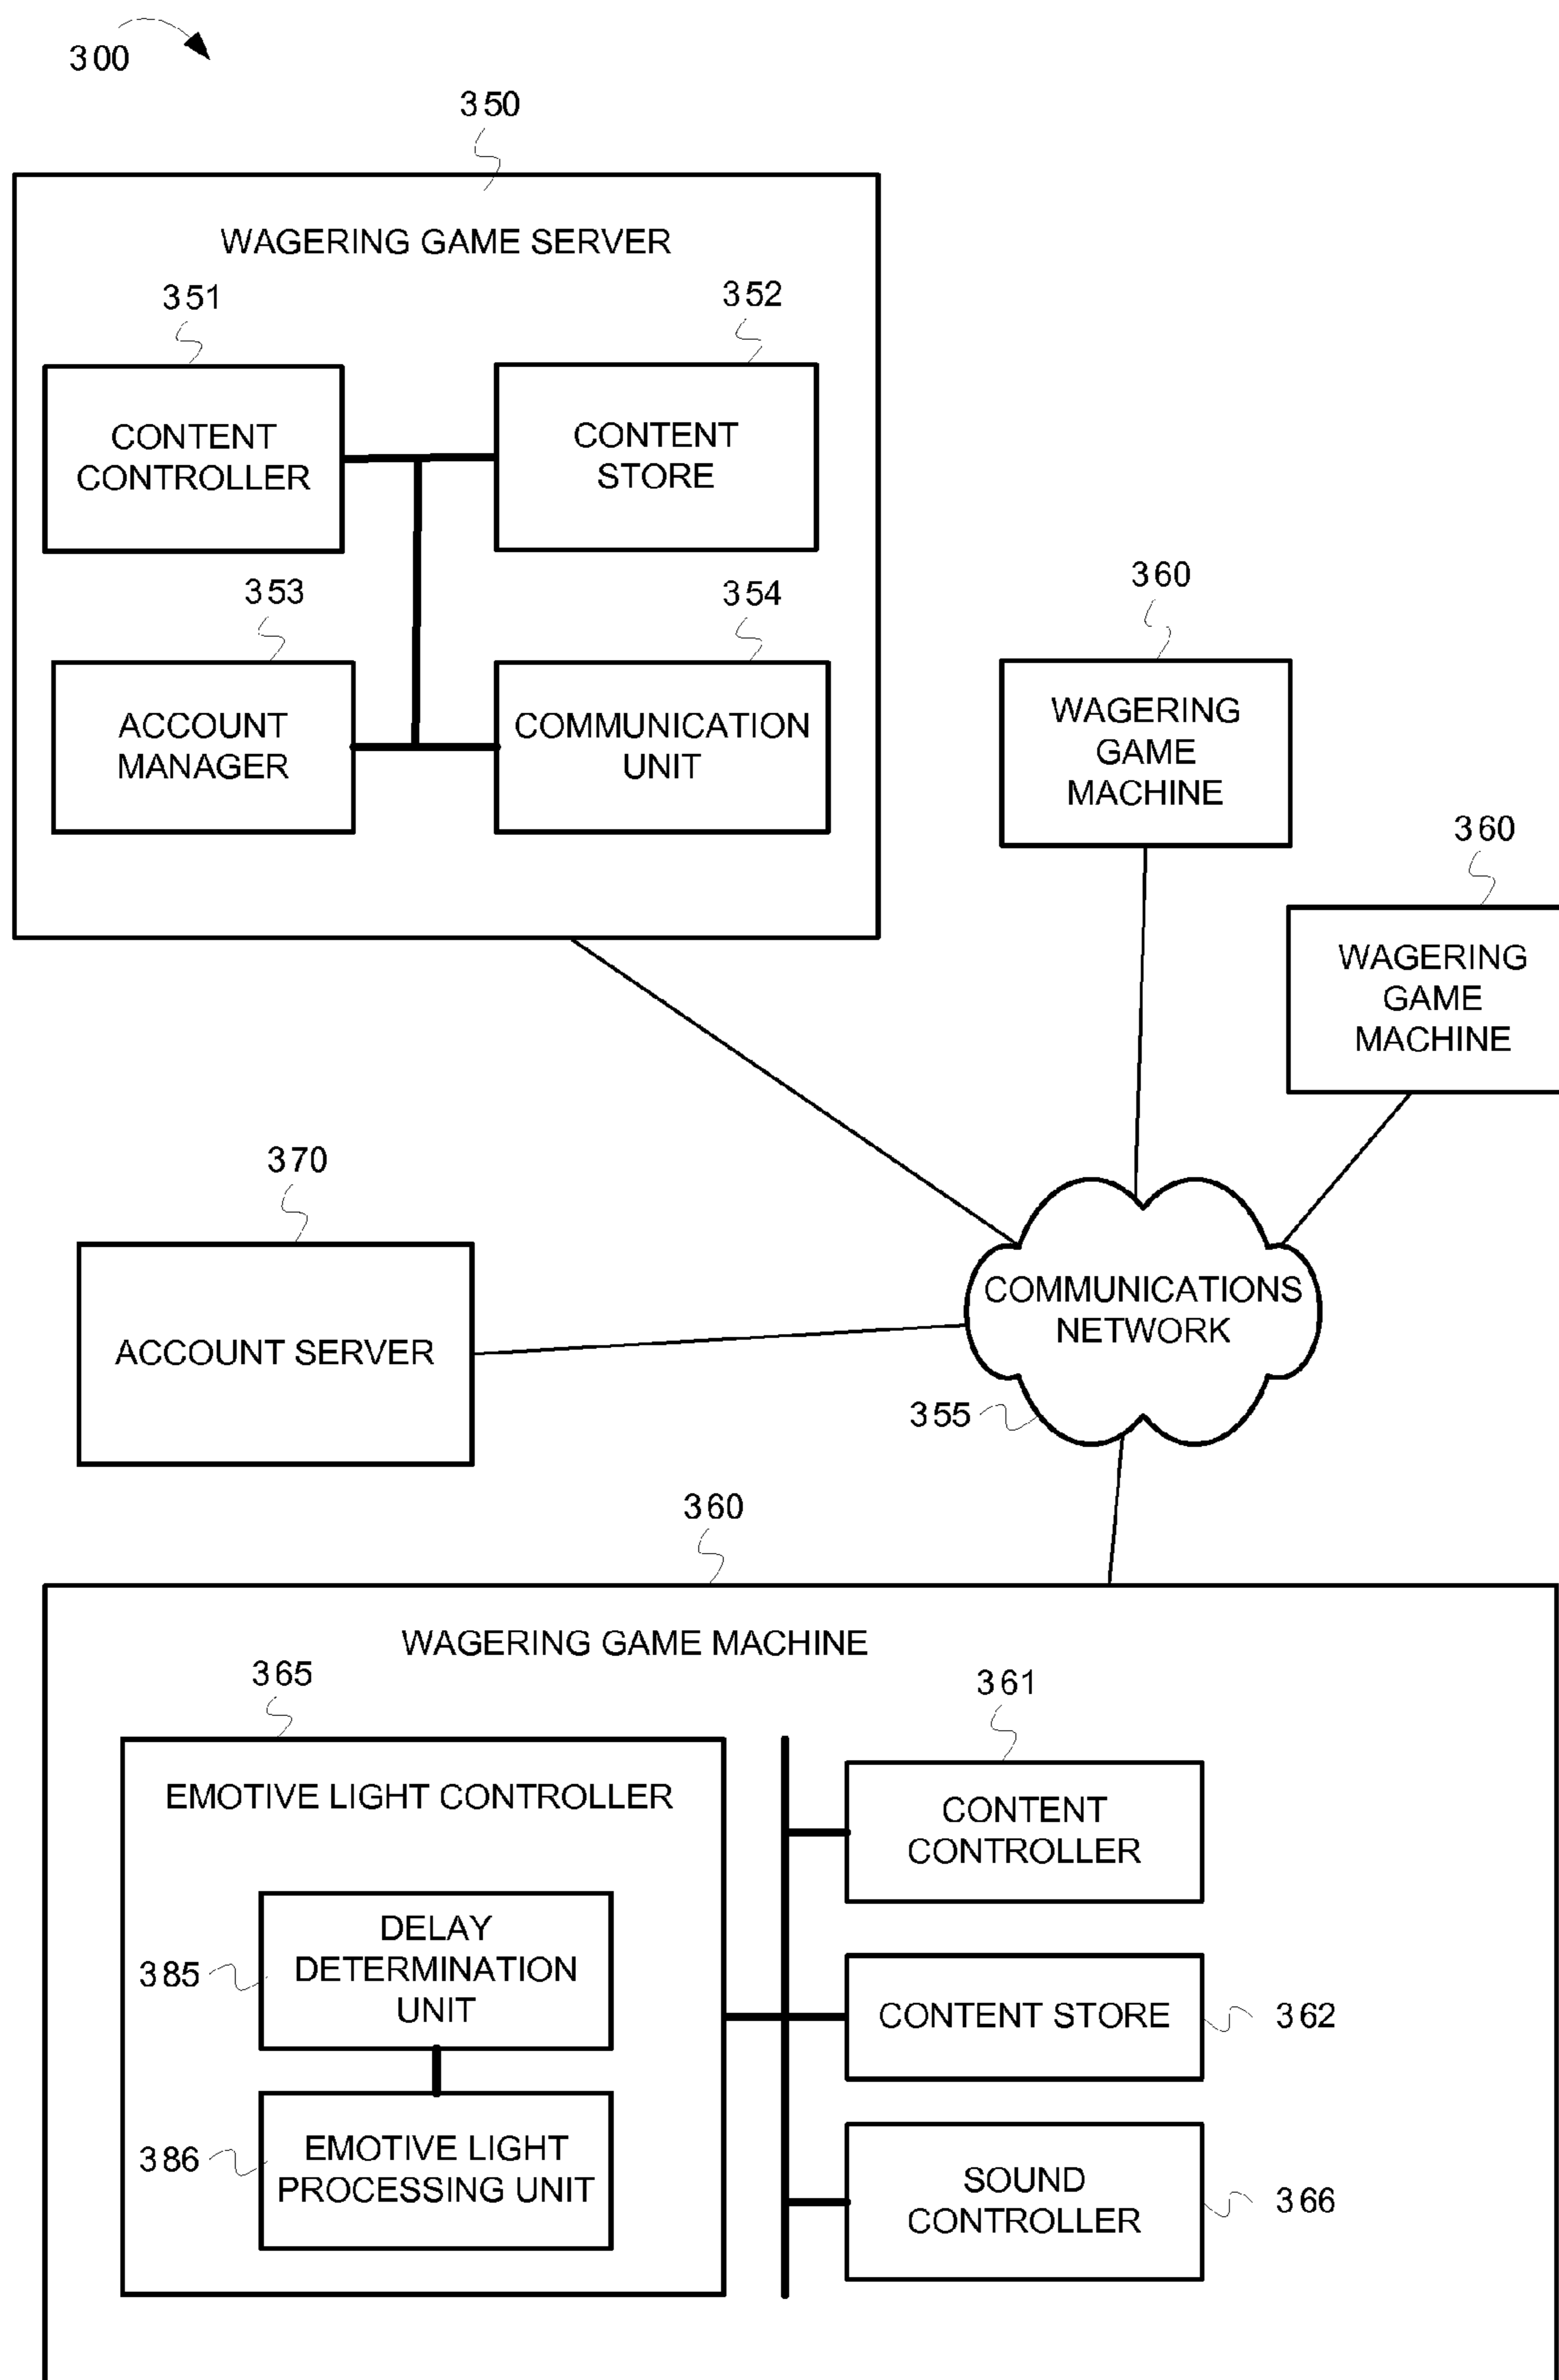 300
350
WAGERING GAME SERVER
351
352
CONTENT
CONTROLLER
CONTENT
STORE
353
354
ACCOUNT
MANAGER
COMMUNICATION
UNIT
360
WAGERING
GAME
MACHINE
360
WAGERING
GAME
MACHINE
370
ACCOUNT SERVER
COMMUNICATIONS
NETWORK
355
360
WAGERING GAME MACHINE
365
361
EMOTIVE LIGHT CONTROLLER
CONTENT
CONTROLLER
DELAY
DETERMINATION
UNIT
385
CONTENT STORE
362
EMOTIVE LIGHT
PROCESSING UNIT
386
SOUND
CONTROLLER
366